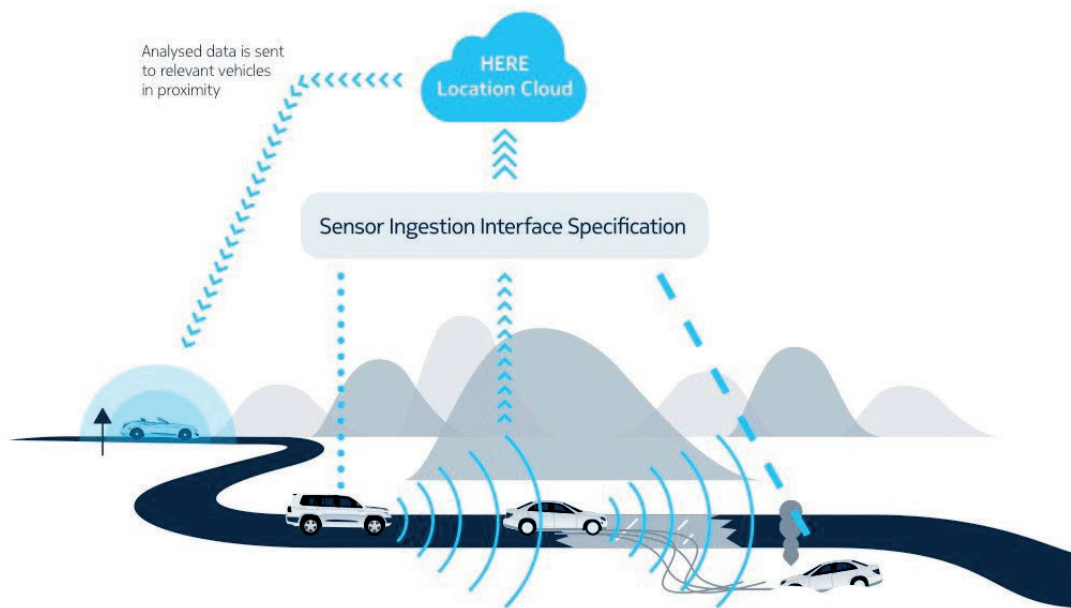 Analysed data is sent
to relevant vehicles
in proximity
HERE
Location Cloud
Sensor Ingestion Interface Specification